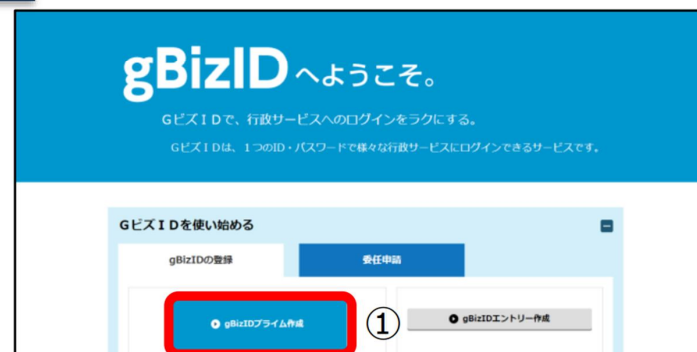 gBizIDへようこそ。
GビズIDで、行政サービスへのログインをラクにする。
GビズIDは、1つのID・パスワードで様々な行政サービスにログインできるサービスです。
GビズIDを使い始める
gBizIDの登録 委任申請
gBizIDプライム作成 ① gBizIDエントリー作成